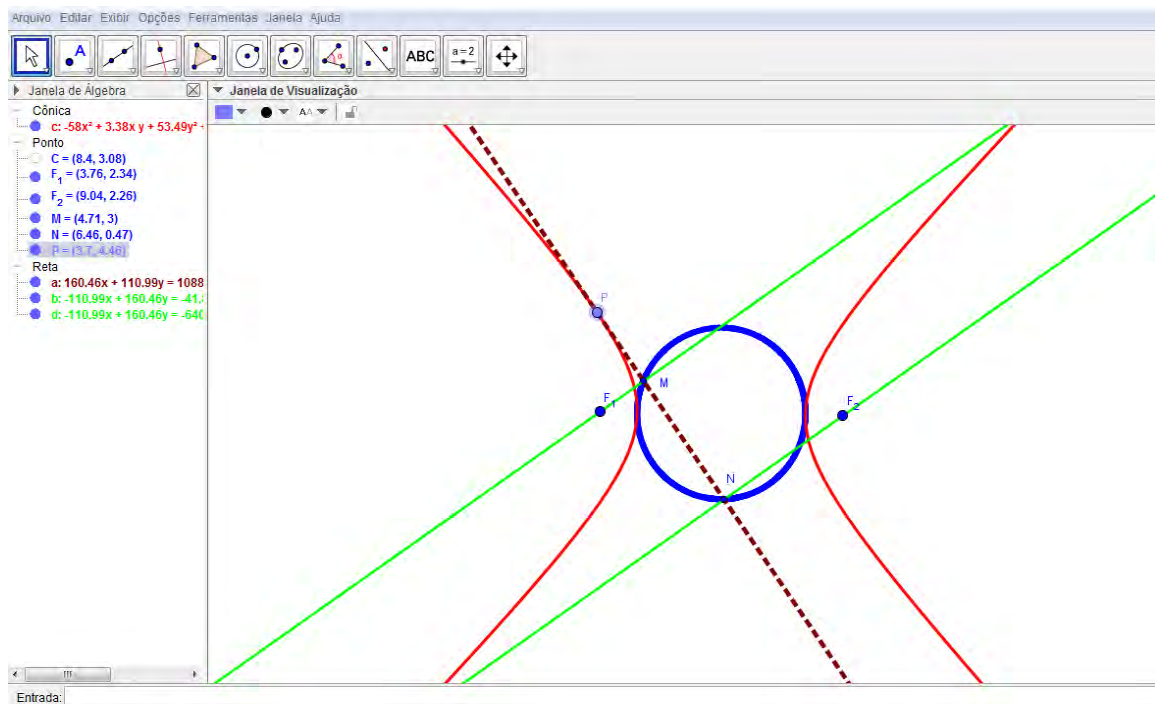 Arquivo Editar Exibir Opções Ferramentas Janela Ajuda
A
ABC
a=2
Janela de Álgebra
Janela de Visualização
AA
Cônica
c: -58x² + 3.38x y + 53.49y² +
Ponto
C = (8.4, 3.08)
F₁ = (3.76, 2.34)
F₂ = (9.04, 2.26)
M = (4.71, 3)
N = (6.46, 0.47)
P = (3.7, 4.46)
Reta
a: 160.46x + 110.99y = 1088
b: -110.99x + 160.46y = -41.
d: -110.99x + 160.46y = -640
P
M
F₁
F₂
N
Entrada: